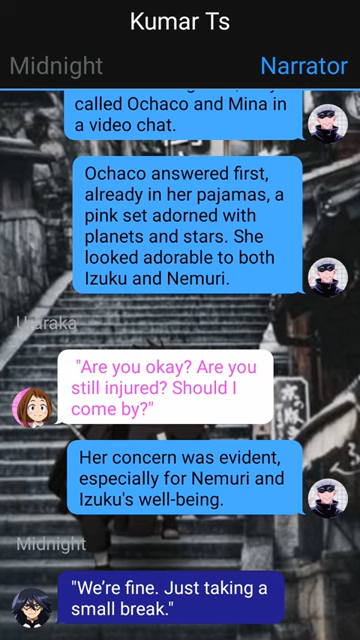 Kumar Ts
Midnight Narrator
called Ochaco and Mina in
a video chat.
Ochaco answered first,
already in her pajamas, a
pink set adorned with
planets and stars. She
looked adorable to both
Izuku and Nemuri.
Uraraka
"Are you okay? Are you
still injured? Should I
come by?"
Her concern was evident,
especially for Nemuri and
Izuku's well-being.
Midnight
"We’re fine. Just taking a
small break."